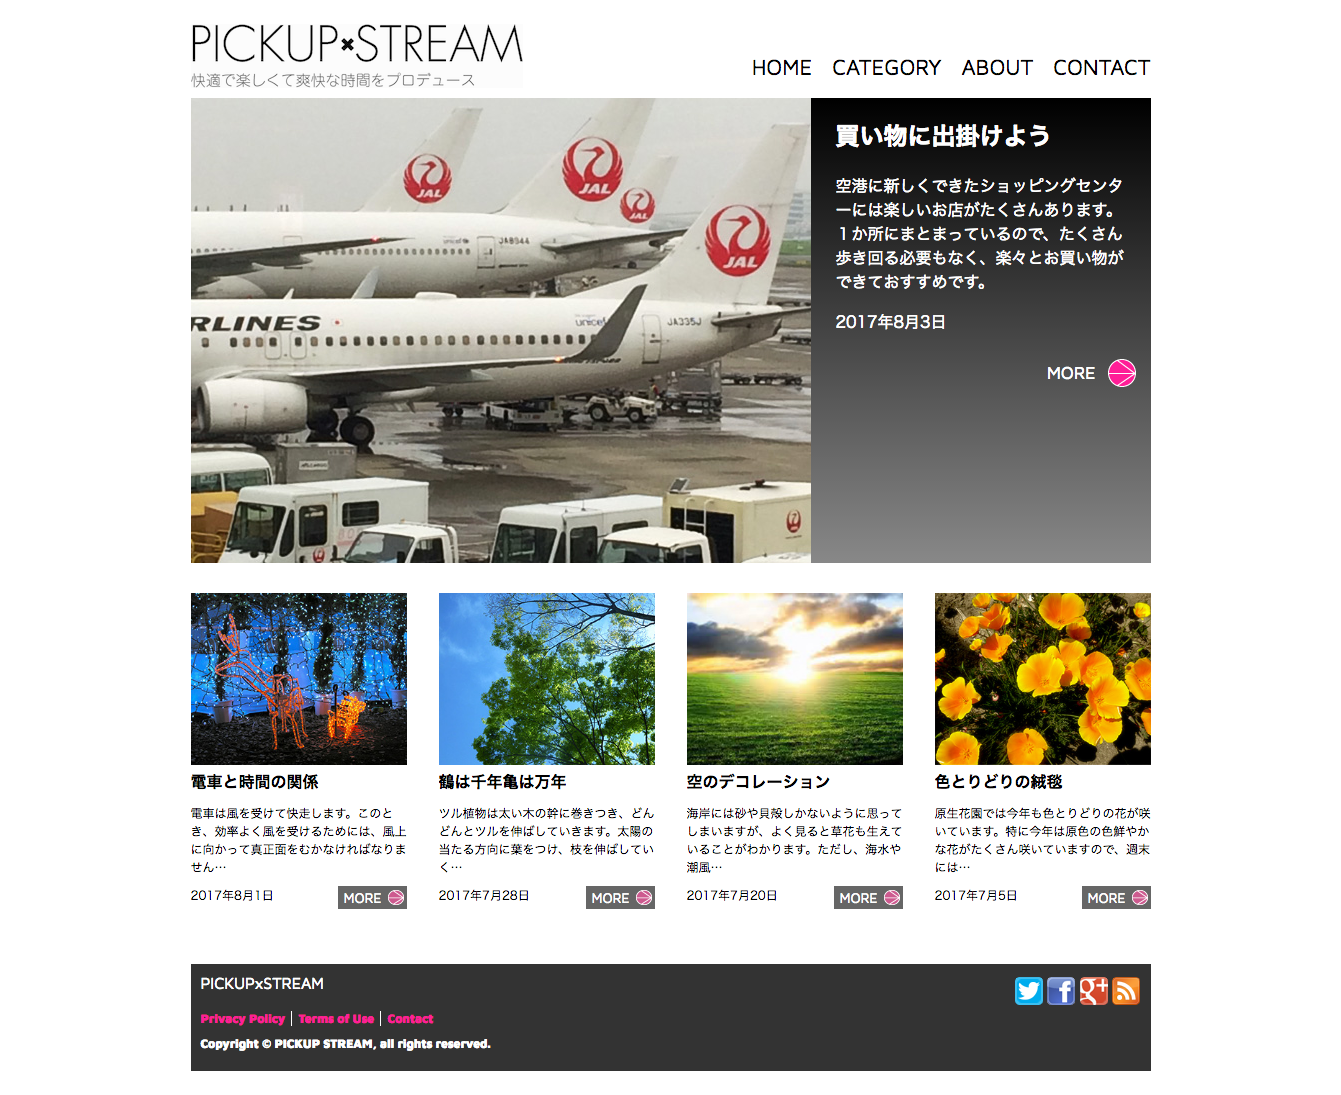 PICKUP×STREAM
快適で楽しくて爽快な時間をプロデュース
HOME CATEGORY ABOUT CONTACT
JAL
JAL
JAL
JAL
unicef
JA8944
RLINES
unicef
JA335J
買い物に出掛けよう
空港に新しくできたショッピングセンタ
ーには楽しいお店がたくさんあります。
１か所にまとまっているので、たくさん
歩き回る必要もなく、楽々とお買い物が
できておすすめです。
2017年8月3日
MORE
電車と時間の関係
電車は風を受けて快走します。このと
き、効率よく風を受けるためには、風上
に向かって真正面をむかなければなりま
せん…
2017年8月1日
MORE
鶴は千年亀は万年
ツル植物は太い木の幹に巻きつき、どん
どんとツルを伸ばしていきます。太陽の
当たる方向に葉をつけ、枝を伸ばしてい
く…
2017年7月28日
MORE
空のデコレーション
海岸には砂や貝殻しかないように思って
しまいますが、よく見ると草花も生えて
いることがわかります。ただし、海水や
潮風…
2017年7月20日
MORE
色とりどりの絨毯
原生花園では今年も色とりどりの花が咲
いています。特に今年は原色の色鮮やか
な花がたくさん咲いていますので、週末
には…
2017年7月5日
MORE
PICKUPxSTREAM
Privacy Policy Terms of Use Contact
Copyright © PICKUP STREAM, all rights reserved.